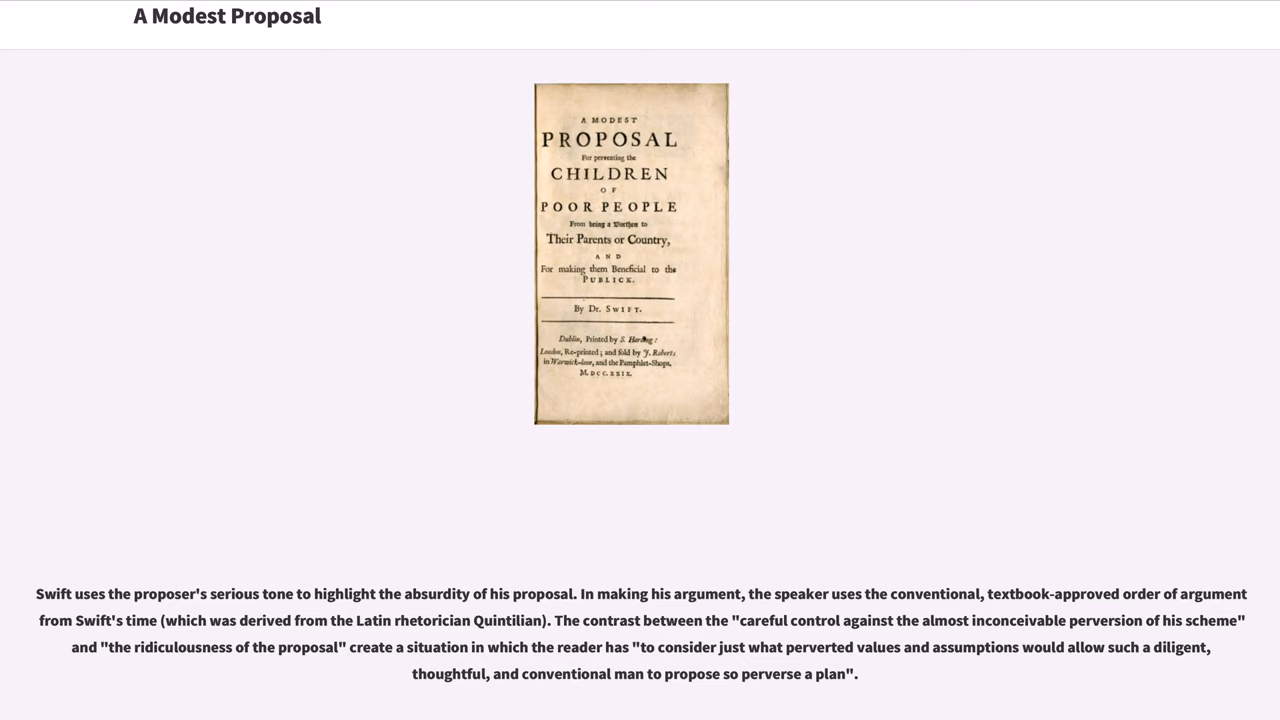 A Modest Proposal
A MODEST
PROPOSAL
For preventing the
CHILDREN
OF
POOR PEOPLE
From being a Burthen to
Their Parents or Country,
AND
For making them Beneficial to the
PUBLICK.
By Dr. SWIFT.
Dublin, Printed by S. Harding:
London, Re-printed; and sold by J. Roberts
in Warwick-lane, and the Pamphlet-Shops.
M.DCC.XXIX.
Swift uses the proposer's serious tone to highlight the absurdity of his proposal. In making his argument, the speaker uses the conventional, textbook-approved order of argument
from Swift's time (which was derived from the Latin rhetorician Quintilian). The contrast between the "careful control against the almost inconceivable perversion of his scheme"
and "the ridiculousness of the proposal" create a situation in which the reader has "to consider just what perverted values and assumptions would allow such a diligent,
thoughtful, and conventional man to propose so perverse a plan".